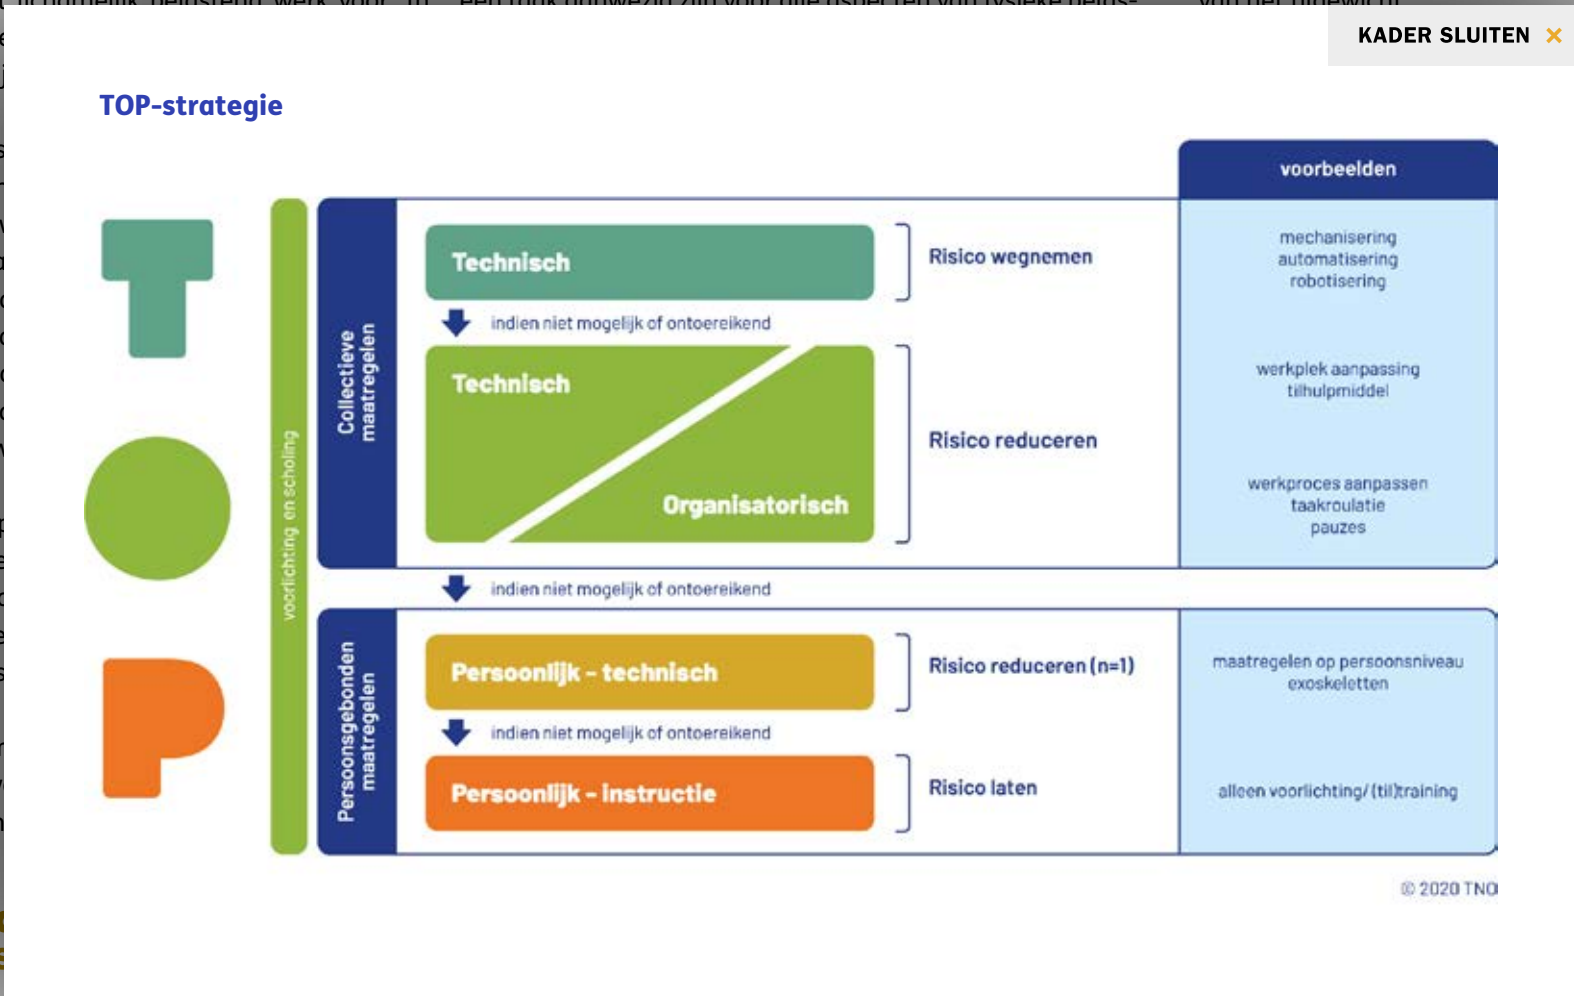 KADER SLUITEN ×
TOP-strategie
voorbeelden
T
O
P
voorlichting en scholing
Collectieve
maatregelen
Technisch
Risico wegnemen
mechanisering
automatisering
robotisering
indien niet mogelijk of ontoereikend
Technisch
Organisatorisch
Risico reduceren
werkplek aanpassing
tilhulpmiddel
werkproces aanpassen
taakroulatie
pauzes
indien niet mogelijk of ontoereikend
Persoonsgebonden
maatregelen
Persoonlijk - technisch
Risico reduceren (n=1)
maatregelen op persoonsniveau
exoskeletten
indien niet mogelijk of ontoereikend
Persoonlijk - instructie
Risico laten
alleen voorlichting/ (til)training
© 2020 TNO